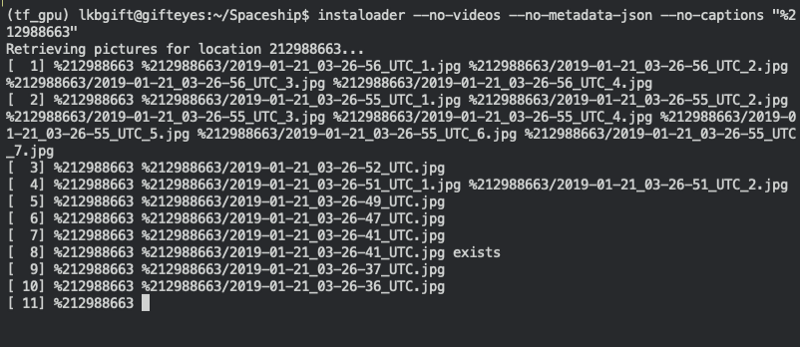 (tf_gpu) lkbgift@gifteyes:~/Spaceship$ instaloader --no-videos --no-metadata-json --no-captions "%2
12988663"
Retrieving pictures for location 212988663...
[  1] %212988663 %212988663/2019-01-21_03-26-56_UTC_1.jpg %212988663/2019-01-21_03-26-56_UTC_2.jpg
%212988663/2019-01-21_03-26-56_UTC_3.jpg %212988663/2019-01-21_03-26-56_UTC_4.jpg
[  2] %212988663 %212988663/2019-01-21_03-26-55_UTC_1.jpg %212988663/2019-01-21_03-26-55_UTC_2.jpg
%212988663/2019-01-21_03-26-55_UTC_3.jpg %212988663/2019-01-21_03-26-55_UTC_4.jpg %212988663/2019-0
1-21_03-26-55_UTC_5.jpg %212988663/2019-01-21_03-26-55_UTC_6.jpg %212988663/2019-01-21_03-26-55_UTC
_7.jpg
[  3] %212988663 %212988663/2019-01-21_03-26-52_UTC.jpg
[  4] %212988663 %212988663/2019-01-21_03-26-51_UTC_1.jpg %212988663/2019-01-21_03-26-51_UTC_2.jpg
[  5] %212988663 %212988663/2019-01-21_03-26-49_UTC.jpg
[  6] %212988663 %212988663/2019-01-21_03-26-47_UTC.jpg
[  7] %212988663 %212988663/2019-01-21_03-26-41_UTC.jpg
[  8] %212988663 %212988663/2019-01-21_03-26-41_UTC.jpg exists
[  9] %212988663 %212988663/2019-01-21_03-26-37_UTC.jpg
[ 10] %212988663 %212988663/2019-01-21_03-26-36_UTC.jpg
[ 11] %212988663